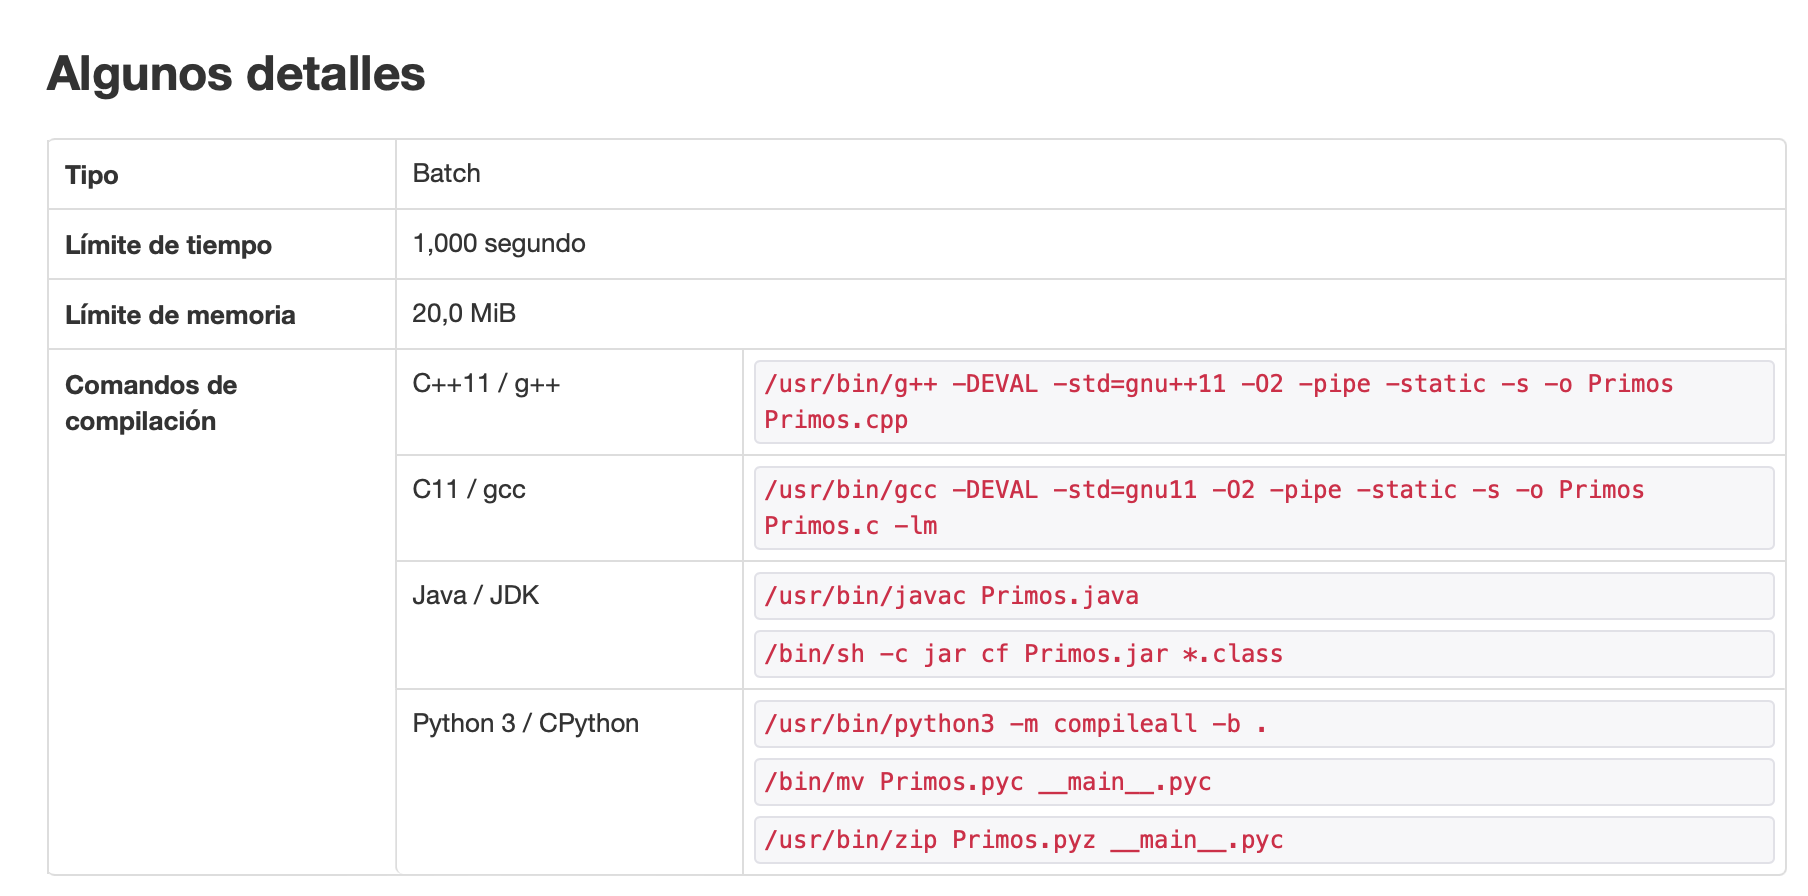 Algunos detalles
Tipo
Batch
Límite de tiempo
1,000 segundo
Límite de memoria
20,0 MiB
Comandos de
compilación
C++11 / g++
/usr/bin/g++ -DEVAL -std=gnu++11 -O2 -pipe -static -s -o Primos
Primos.cpp
C11 / gcc
/usr/bin/gcc -DEVAL -std=gnu11 -O2 -pipe -static -s -o Primos
Primos.c -lm
Java / JDK
/usr/bin/javac Primos.java
/bin/sh -c jar cf Primos.jar *.class
Python 3 / CPython
/usr/bin/python3 -m compileall -b .
/bin/mv Primos.pyc __main__.pyc
/usr/bin/zip Primos.pyz __main__.pyc